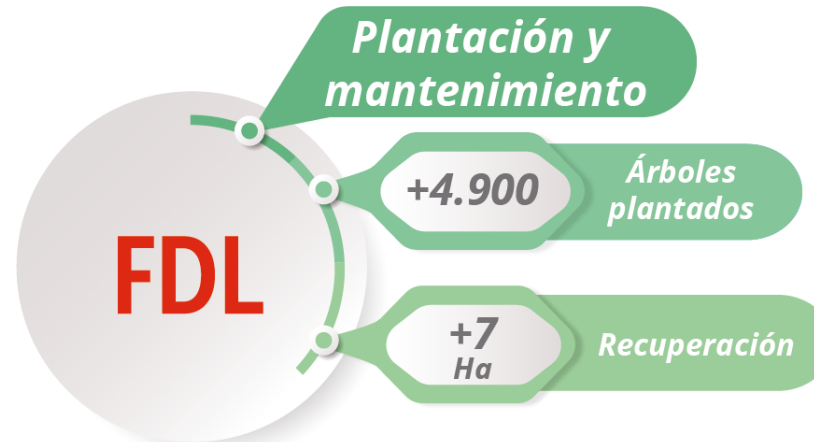 Plantación y
mantenimiento
FDL
+4.900
Árboles
plantados
+7
Ha
Recuperación